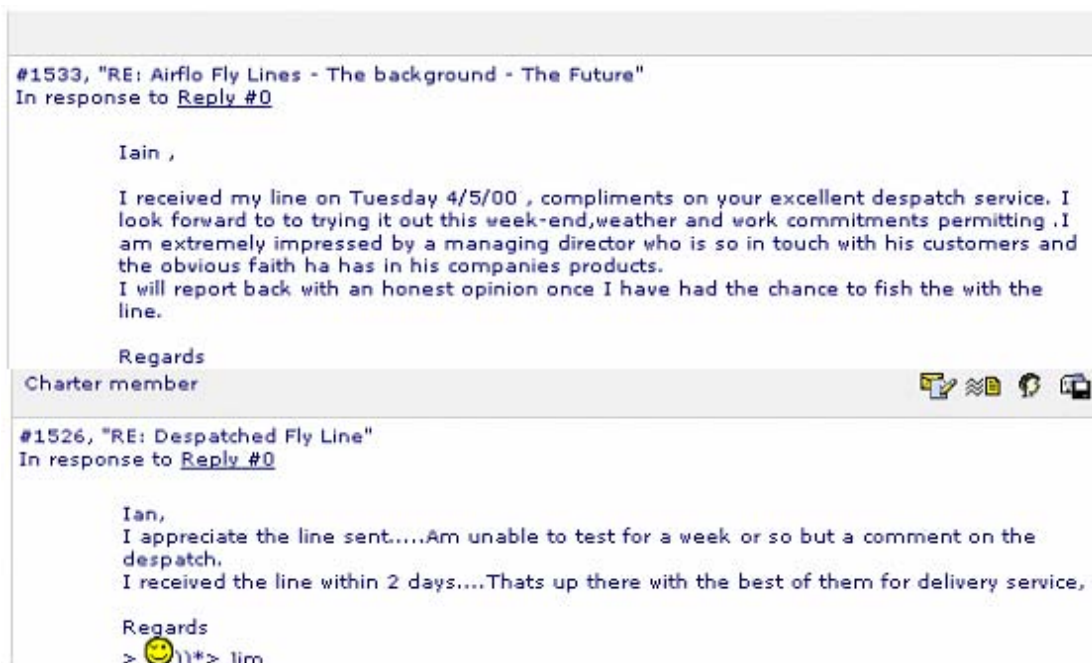 #1533, "RE: Airflo Fly Lines - The background - The Future"
In response to Reply #0
Iain ,
I received my line on Tuesday 4/5/00 , compliments on your excellent despatch service. I
look forward to to trying it out this week-end,weather and work commitments permitting .I
am extremely impressed by a managing director who is so in touch with his customers and
the obvious faith ha has in his companies products.
I will report back with an honest opinion once I have had the chance to fish the with the
line.
Regards
Charter member
#1526, "RE: Despatched Fly Line"
In response to Reply #0
Ian,
I appreciate the line sent.....Am unable to test for a week or so but a comment on the
despatch.
I received the line within 2 days....Thats up there with the best of them for delivery service,
Regards
> ))*> Jim